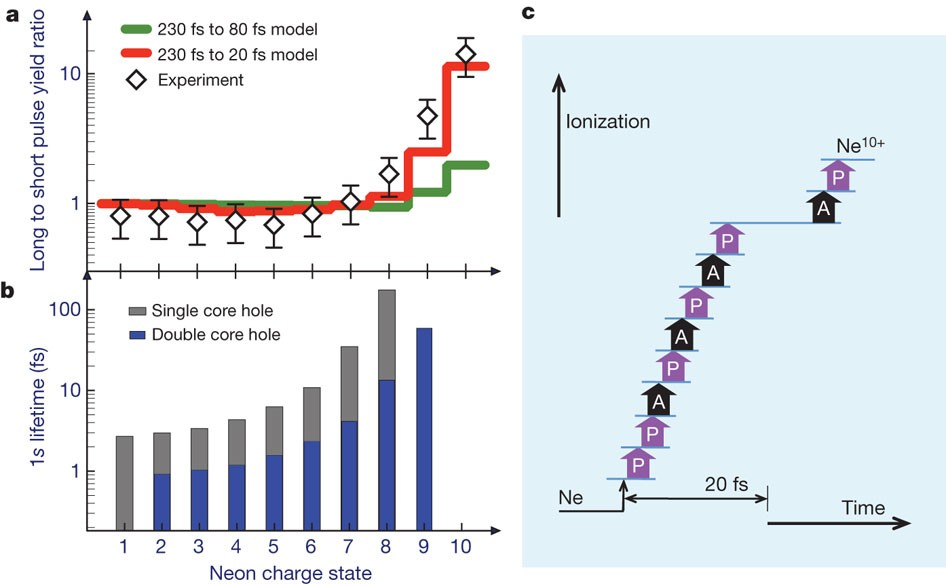 a
Long to short pulse yield ratio
10
1
230 fs to 80 fs model
230 fs to 20 fs model
Experiment
b
1s lifetime (fs)
100
10
1
Single core hole
Double core hole
1 2 3 4 5 6 7 8 9 10
Neon charge state
c
Ionization
Ne10+
P
A
P
A
P
A
P
A
P
P
Ne
20 fs
Time